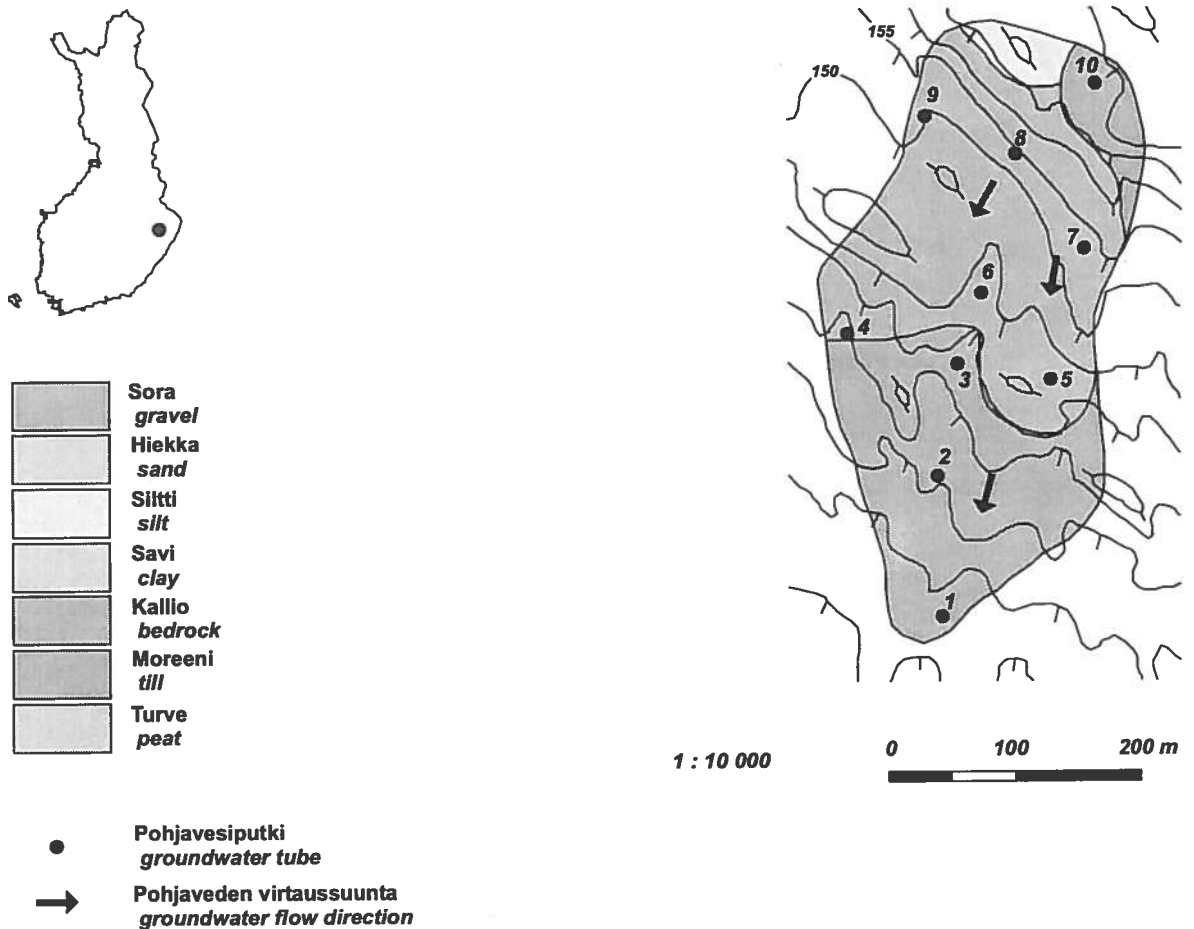 155
150
10
9
8
7
6
4
3
5
2
1
Sora
gravel
Hiekka
sand
Siltti
silt
Savi
clay
Kallio
bedrock
Moreeni
till
Turve
peat
1 : 10 000
0 100 200 m
Pohjavesiputki
groundwater tube
Pohjaveden virtaussuunta
groundwater flow direction